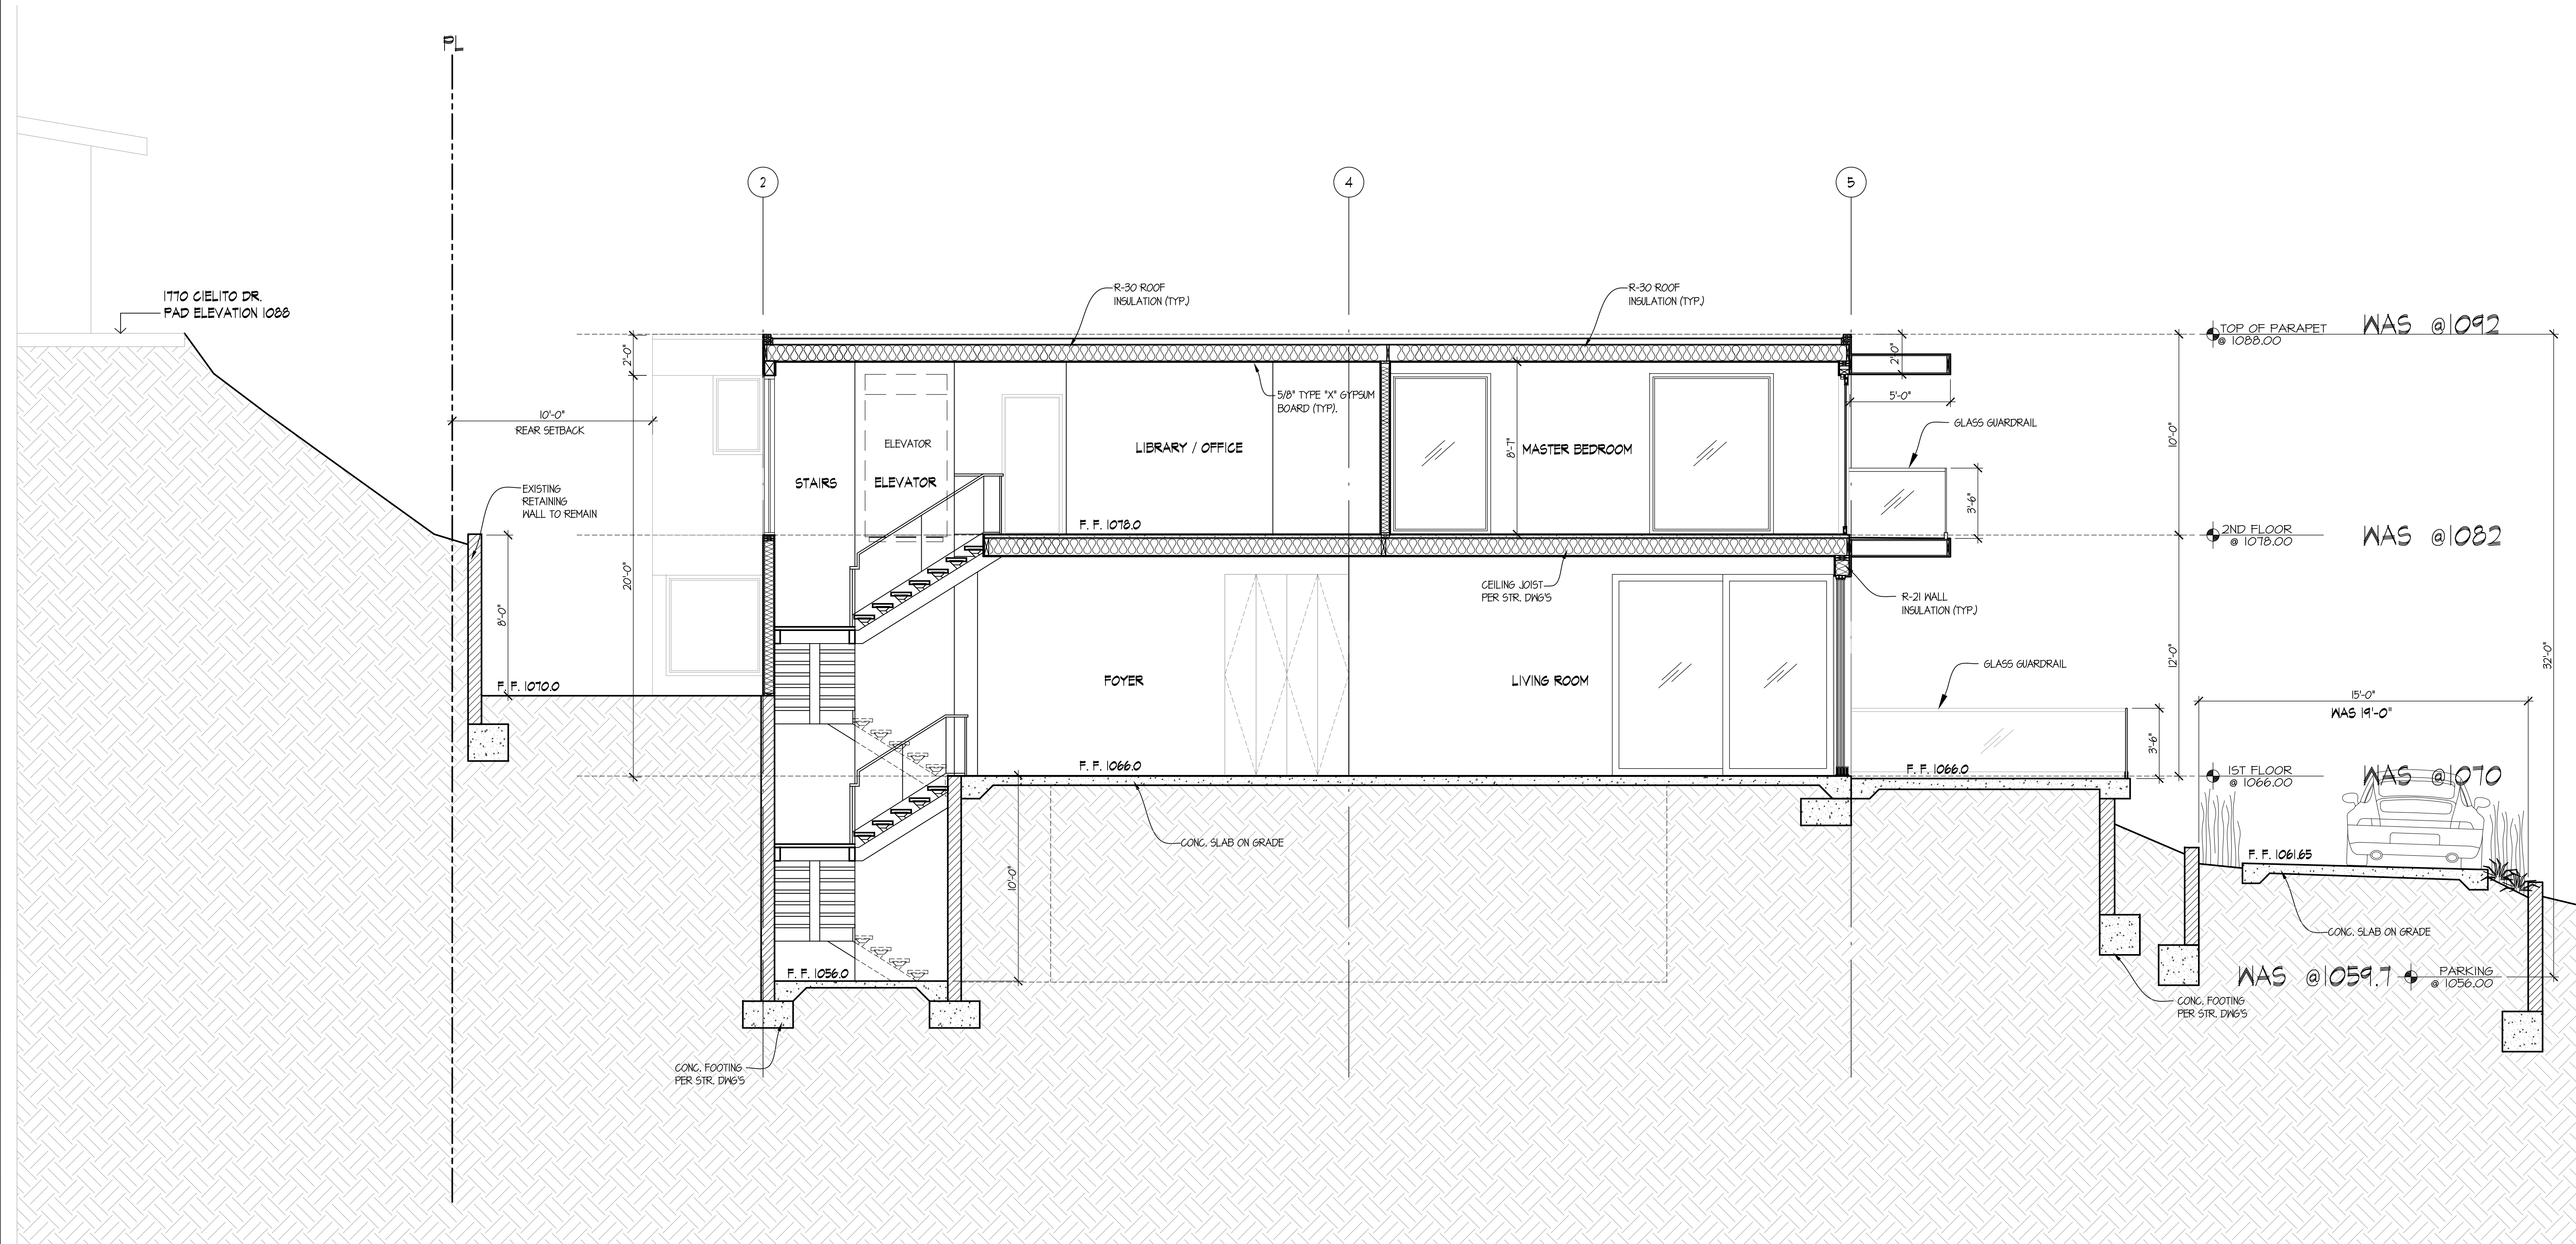 PL
2
4
5
1770 CIELITO DR.
PAD ELEVATION 1088
R-30 ROOF
INSULATION (TYP.)
R-30 ROOF
INSULATION (TYP.)
TOP OF PARAPET
@ 1088.00
WAS @1092
2'-0"
2'-0"
5/8" TYPE "X" GYPSUM
BOARD (TYP).
5'-0"
10'-0"
REAR SETBACK
GLASS GUARDRAIL
ELEVATOR
LIBRARY / OFFICE
8'-7"
MASTER BEDROOM
10'-0"
STAIRS
ELEVATOR
EXISTING
RETAINING
WALL TO REMAIN
3'-6"
F. F. 1078.0
2ND FLOOR
@ 1078.00
WAS @1082
20'-0"
CEILING JOIST
PER STR. DWG'S
R-21 WALL
INSULATION (TYP.)
8'-0"
12'-0"
32'-0"
GLASS GUARDRAIL
F. F. 1070.0
FOYER
LIVING ROOM
15'-0"
WAS 19'-0"
3'-6"
F. F. 1066.0
F. F. 1066.0
1ST FLOOR
@ 1066.00
WAS @1070
CONC. SLAB ON GRADE
F. F. 1061.65
10'-0"
CONC. SLAB ON GRADE
F. F. 1056.0
WAS @1059.7
PARKING
@ 1056.00
CONC. FOOTING
PER STR. DWG'S
CONC. FOOTING
PER STR. DWG'S